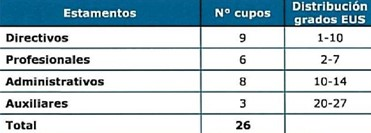 Estamentos N° cupos Distribución grados EUS
Directivos 9 1-10
Profesionales 6 2-7
Administrativos 8 10-14
Auxiliares 3 20-27
Total 26